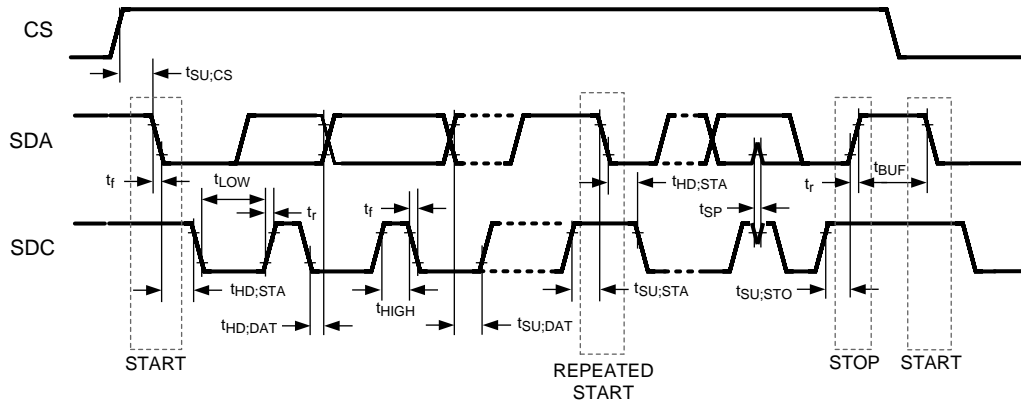 CS
tSU;CS
SDA
tf
tLOW
tr
tf
tHD;STA
tSP
tr
tBUF
SDC
tHD;STA
tHD;DAT
tHIGH
tSU;DAT
tSU;STA
tSU;STO
START
REPEATED
START
STOP
START